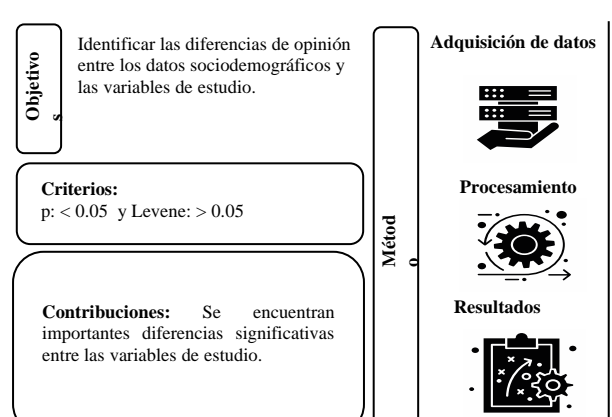 Objetivo
s
Identificar las diferencias de opinión
entre los datos sociodemográficos y
las variables de estudio.
Criterios:
p: < 0.05 y Levene: > 0.05
Contribuciones: Se encuentran
importantes diferencias significativas
entre las variables de estudio.
Métod
o
Adquisición de datos
Procesamiento
Resultados